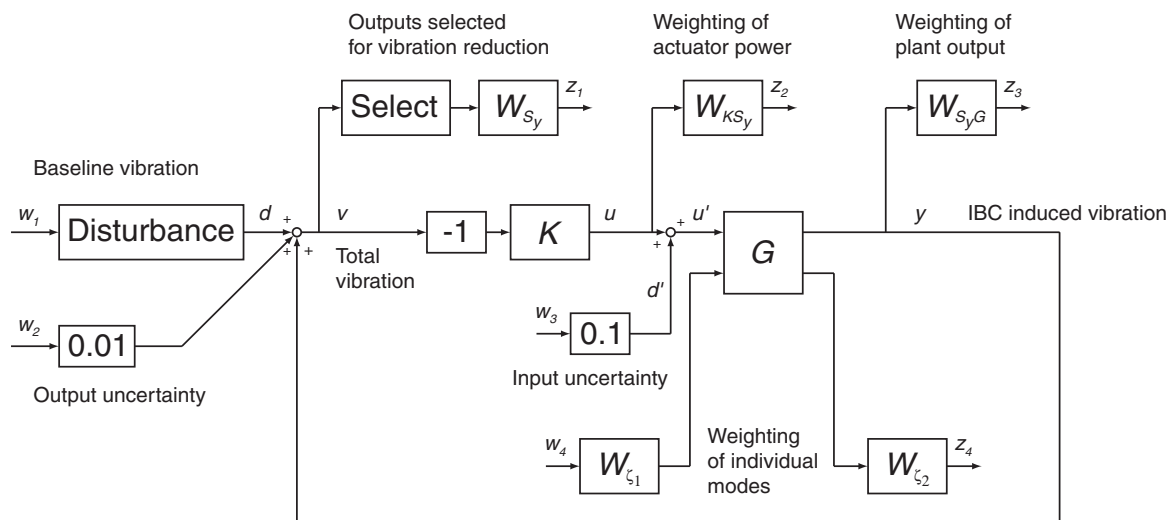 Outputs selected
for vibration reduction
Weighting of
actuator power
Weighting of
plant output
Select
W_{S_y}
z_1
W_{KS_y}
z_2
W_{S_yG}
z_3
Baseline vibration
w_1
Disturbance
d
+
+
+
v
Total
vibration
-1
K
u
+
+
u'
G
y
IBC induced vibration
d'
w_2
0.01
Output uncertainty
w_3
0.1
Input uncertainty
w_4
W_{ζ_1}
Weighting
of individual
modes
W_{ζ_2}
z_4